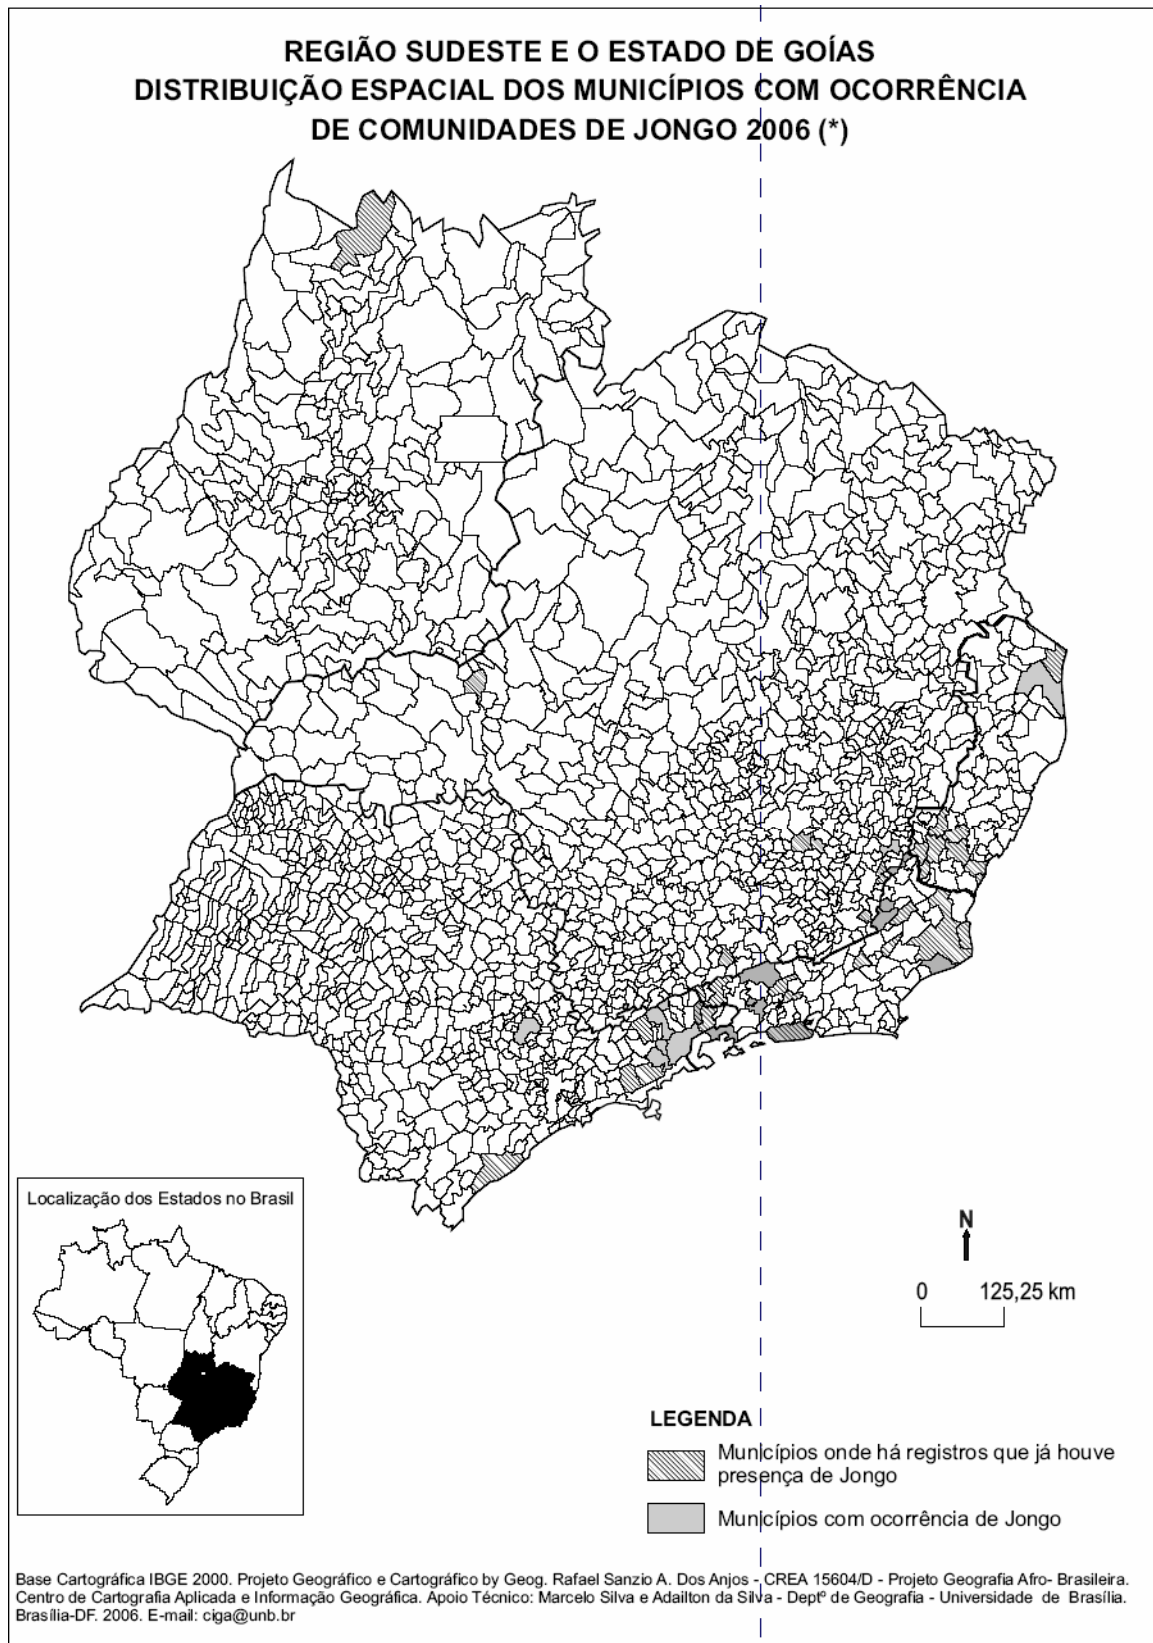 REGIÃO SUDESTE E O ESTADO DE GOÍAS
DISTRIBUIÇÃO ESPACIAL DOS MUNICÍPIOS COM OCORRÊNCIA
DE COMUNIDADES DE JONGO 2006 (*)
Localização dos Estados no Brasil
N
0 125,25 km
LEGENDA
Municípios onde há registros que já houve
presença de Jongo
Municípios com ocorrência de Jongo
Base Cartográfica IBGE 2000. Projeto Geográfico e Cartográfico by Geog. Rafael Sanzio A. Dos Anjos - CREA 15604/D - Projeto Geografia Afro- Brasileira.
Centro de Cartografia Aplicada e Informação Geográfica. Apoio Técnico: Marcelo Silva e Adailton da Silva - Deptº de Geografia - Universidade de Brasília.
Brasília-DF. 2006. E-mail: ciga@unb.br